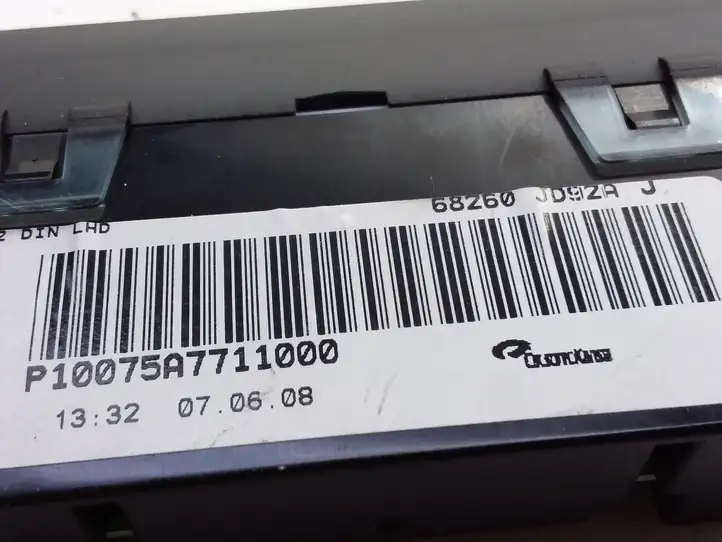 2 DIN LHD
68260 JD92A J
P10075A7711000
13:32 07.06.08